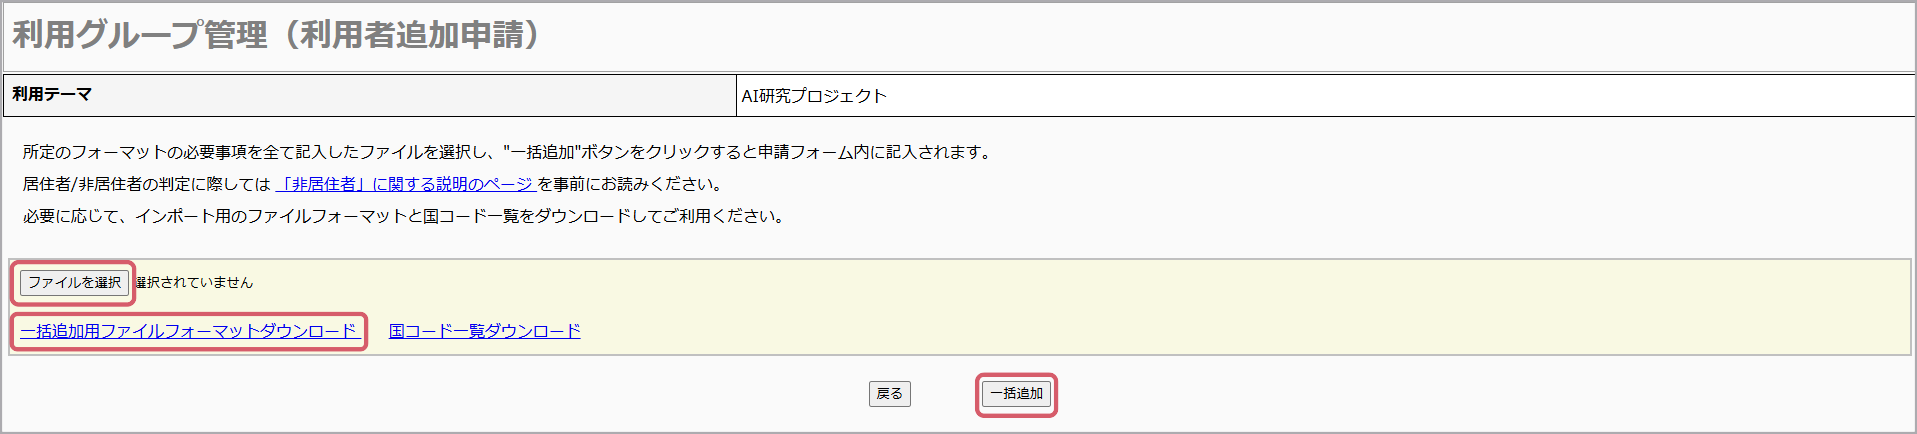 利用グループ管理（利用者追加申請）
利用テーマ
AI研究プロジェクト
所定のフォーマットの必要事項を全て記入したファイルを選択し、"一括追加"ボタンをクリックすると申請フォーム内に記入されます。
居住者/非居住者の判定に際しては 「非居住者」に関する説明のページ を事前にお読みください。
必要に応じて、インポート用のファイルフォーマットと国コード一覧をダウンロードしてご利用ください。
ファイルを選択 選択されていません
一括追加用ファイルフォーマットダウンロード 国コード一覧ダウンロード
戻る 一括追加